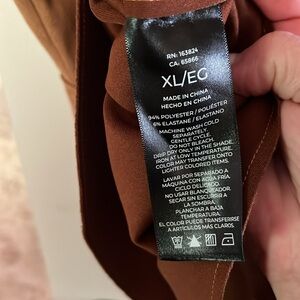 RN: 163824
CA: 65866
XL/EG
MADE IN CHINA
HECHO EN CHINA
94% POLYESTER / POLIÉSTER
6% ELASTANE / ELASTANO
MACHINE WASH COLD
SEPARATELY.
GENTLE CYCLE.
DO NOT BLEACH.
DRIP DRY ONLY IN THE SHADE.
IRON AT LOW TEMPERATURE.
COLOR MAY TRANSFER ONTO
LIGHTER COLORED ITEMS.
LAVAR POR SEPARADO A
MÁQUINA CON AGUA FRÍA.
CICLO DELICADO.
NO USAR BLANQUEADOR.
SECAR SIN ESCURRIR A
LA SOMBRA.
PLANCHAR A BAJA
TEMPERATURA.
EL COLOR PUEDE TRANSFERIRSE
A ARTÍCULOS MÁS CLAROS.